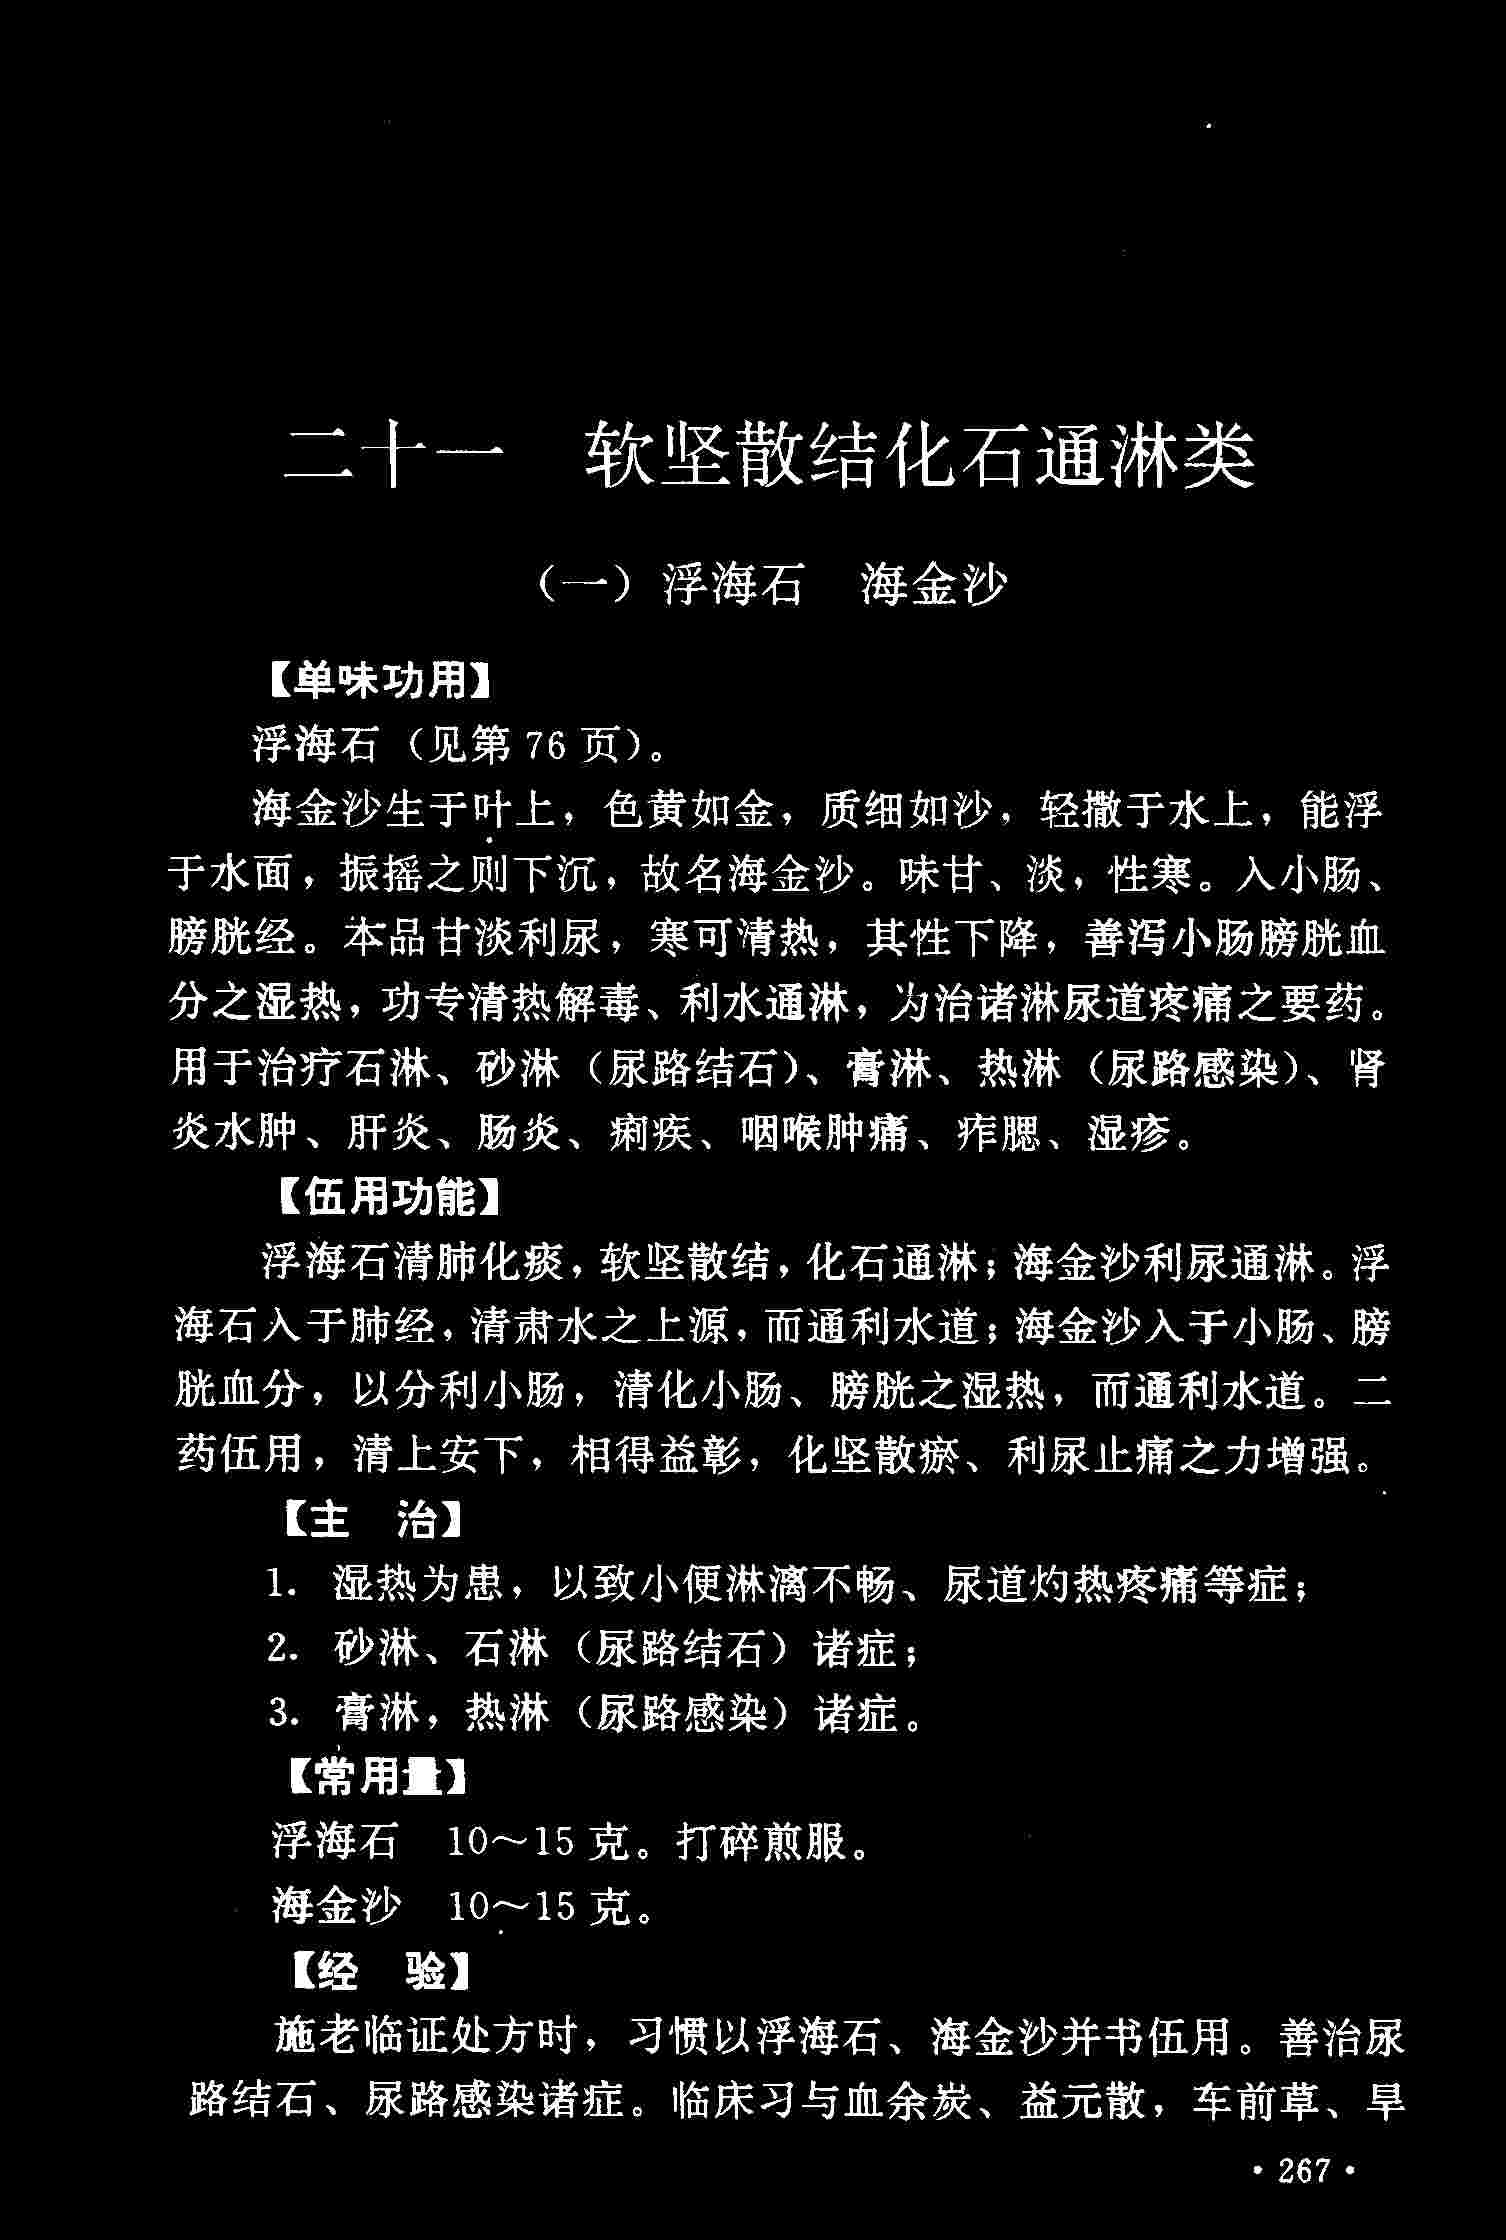 二十一　软坚散结化石通淋类
（一）浮海石　海金沙
【单味功用】
浮海石（见第 76 页）。
海金沙生于叶上，色黄如金，质细如沙，轻撒于水上，能浮
于水面，振摇之则下沉，故名海金沙。味甘、淡，性寒。入小肠、
膀胱经。本品甘淡利尿，寒可清热，其性下降，善泻小肠膀胱血
分之湿热，功专清热解毒、利水通淋，为治诸淋尿道疼痛之要药。
用于治疗石淋、砂淋（尿路结石）、膏淋、热淋（尿路感染）、肾
炎水肿、肝炎、肠炎、痢疾、咽喉肿痛、痄腮、湿疹。
【伍用功能】
浮海石清肺化痰，软坚散结，化石通淋；海金沙利尿通淋。浮
海石入于肺经，清肃水之上源，而通利水道；海金沙入于小肠、膀
胱血分，以分利小肠，清化小肠、膀胱之湿热，而通利水道。二
药伍用，清上安下，相得益彰，化坚散瘀、利尿止痛之力增强。
【主　治】
1. 湿热为患，以致小便淋漓不畅、尿道灼热疼痛等症；
2. 砂淋、石淋（尿路结石）诸症；
3. 膏淋，热淋（尿路感染）诸症。
【常用量】
浮海石　10～15 克。打碎煎服。
海金沙　10～15 克。
【经　验】
施老临证处方时，习惯以浮海石、海金沙并书伍用。善治尿
路结石、尿路感染诸症。临床习与血余炭、益元散，车前草、旱
· 267 ·